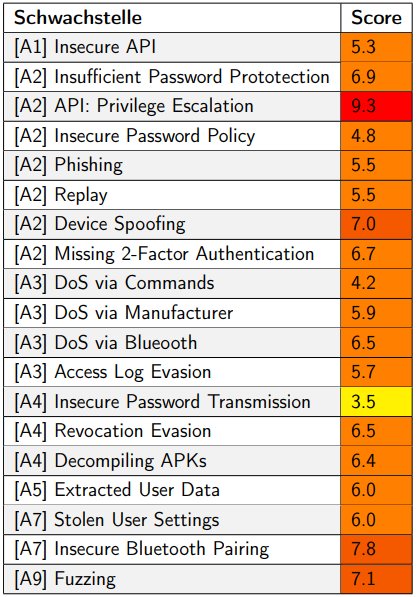 Schwachstelle Score
[A1] Insecure API 5.3
[A2] Insufficient Password Prototection 6.9
[A2] API: Privilege Escalation 9.3
[A2] Insecure Password Policy 4.8
[A2] Phishing 5.5
[A2] Replay 5.5
[A2] Device Spoofing 7.0
[A2] Missing 2-Factor Authentication 6.7
[A3] DoS via Commands 4.2
[A3] DoS via Manufacturer 5.9
[A3] DoS via Blueooth 6.5
[A3] Access Log Evasion 5.7
[A4] Insecure Password Transmission 3.5
[A4] Revocation Evasion 6.5
[A4] Decompiling APKs 6.4
[A5] Extracted User Data 6.0
[A7] Stolen User Settings 6.0
[A7] Insecure Bluetooth Pairing 7.8
[A9] Fuzzing 7.1